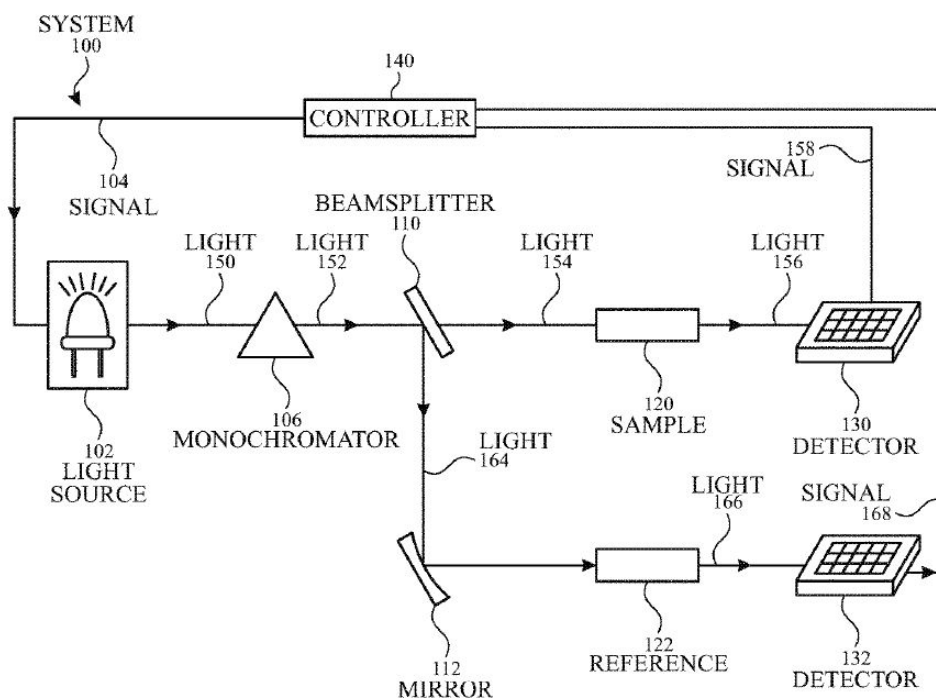 SYSTEM
100
140
CONTROLLER
104
SIGNAL
158
SIGNAL
BEAMSPLITTER
110
LIGHT
150
LIGHT
152
LIGHT
154
LIGHT
156
102
LIGHT
SOURCE
106
MONOCHROMATOR
120
SAMPLE
130
DETECTOR
LIGHT
164
LIGHT
166
SIGNAL
168
112
MIRROR
122
REFERENCE
132
DETECTOR